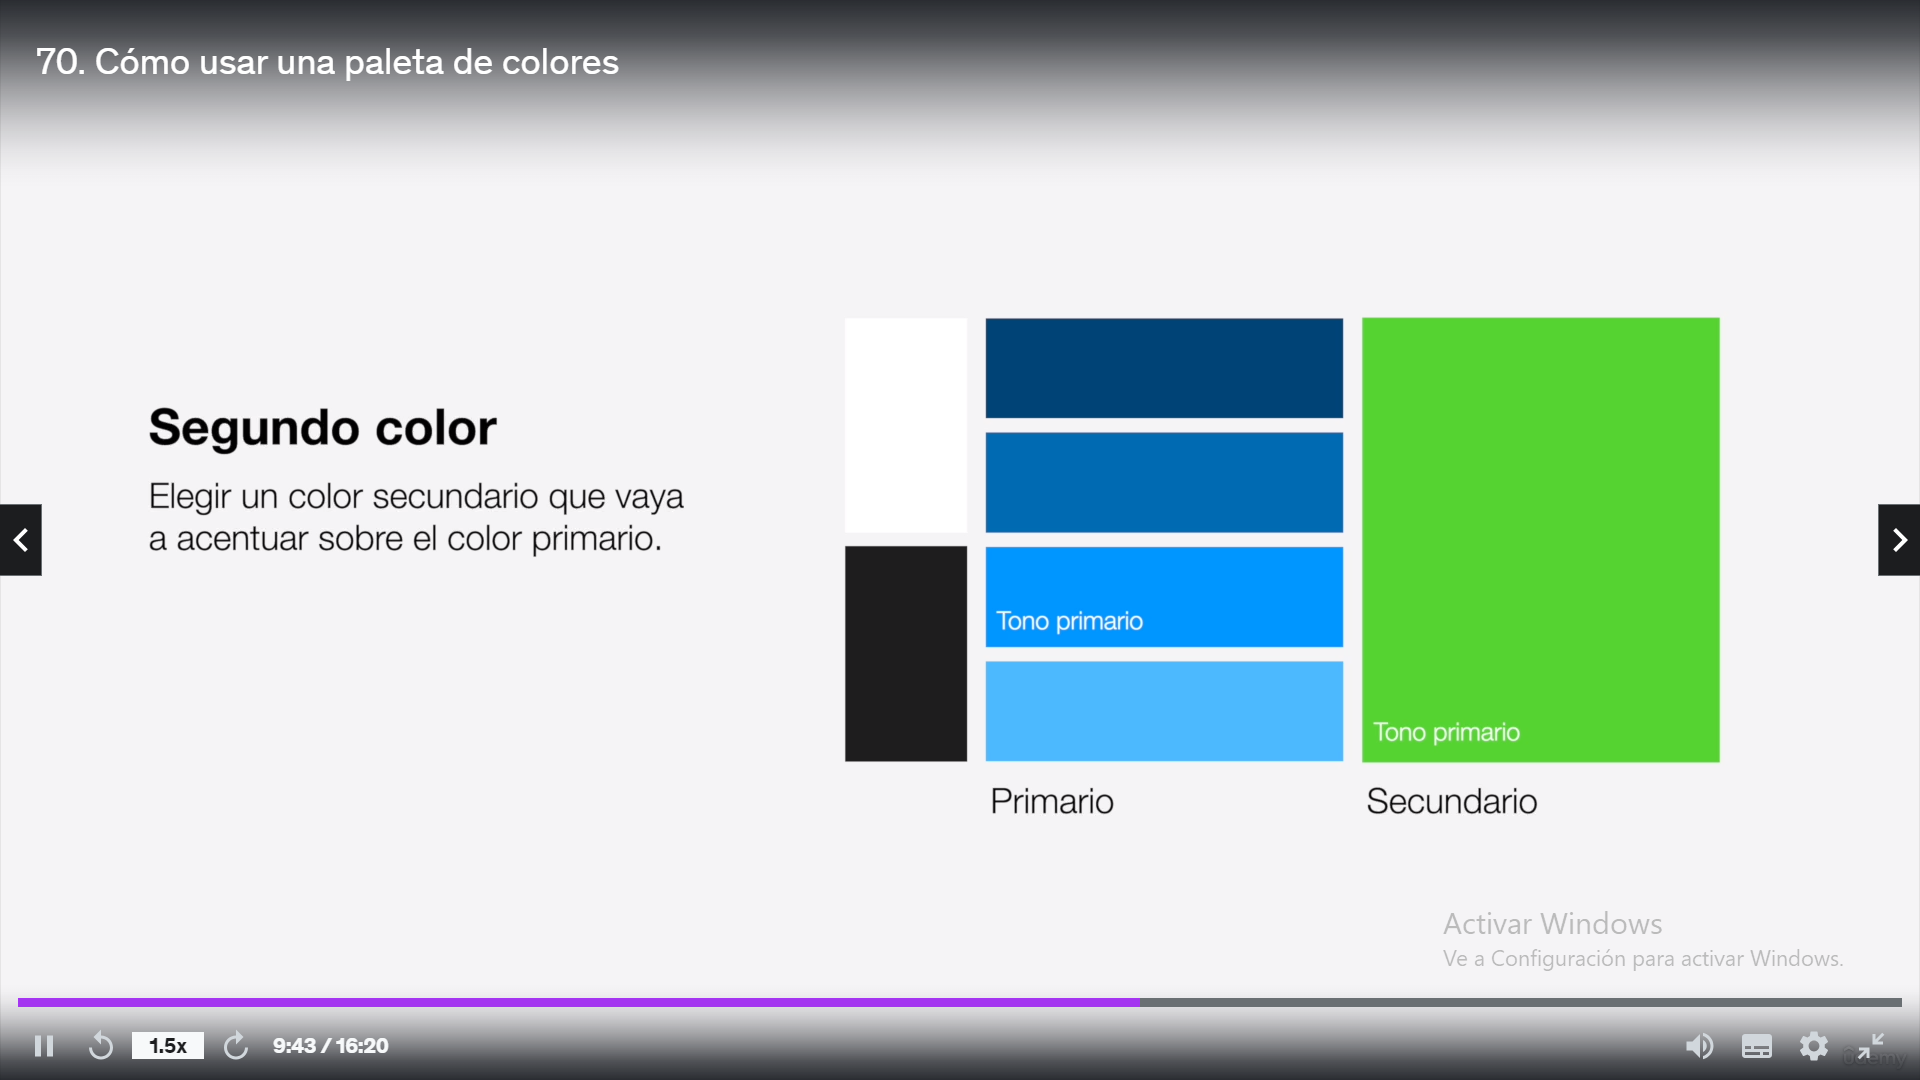 70. Cómo usar una paleta de colores
Segundo color
Elegir un color secundario que vaya
a acentuar sobre el color primario.
Tono primario
Tono primario
Primario
Secundario
Activar Windows
Ve a Configuración para activar Windows.
1.5x
9:43 / 16:20
ûdemy